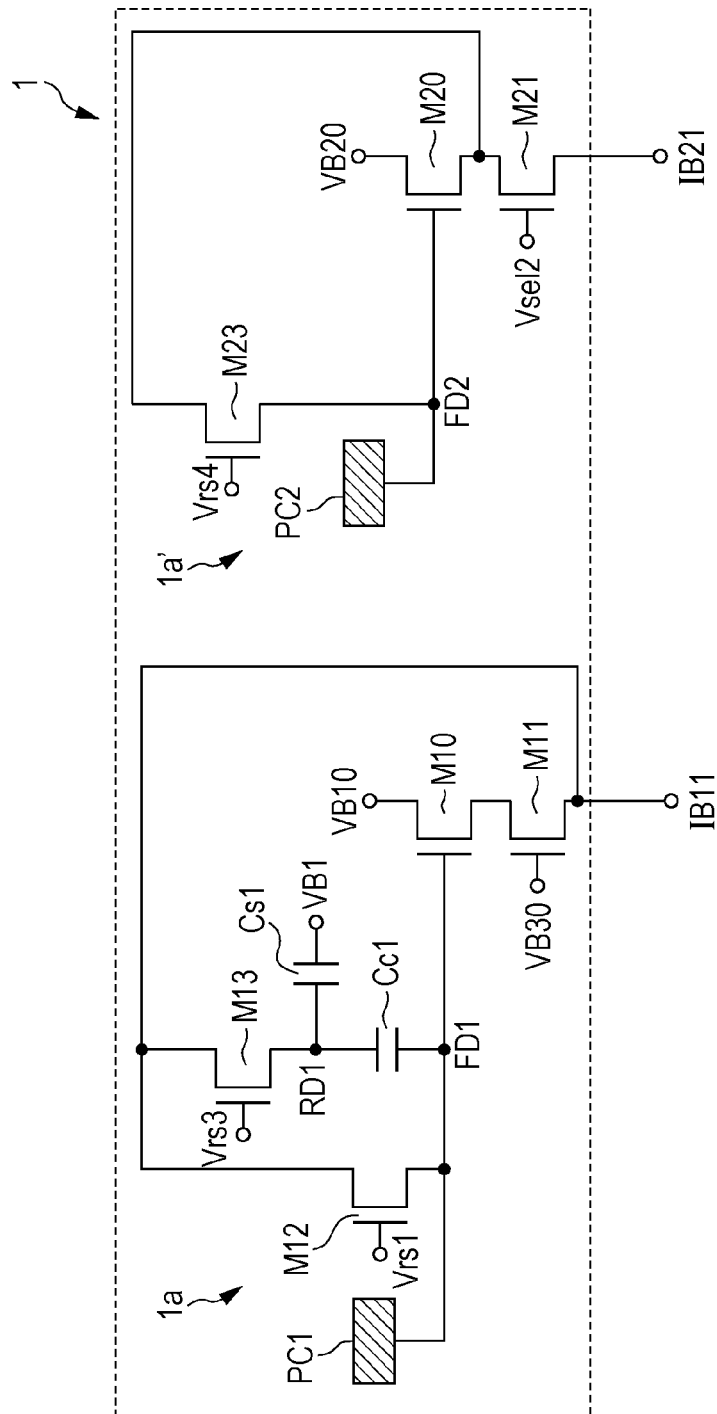 1
1a
PC1
M12
Vrs1
Vrs3
M13
RD1
Cs1
VB1
Cc1
FD1
VB10
M10
M11
VB30
IB11
1a'
PC2
Vrs4
M23
FD2
VB20
M20
M21
Vsel2
IB21